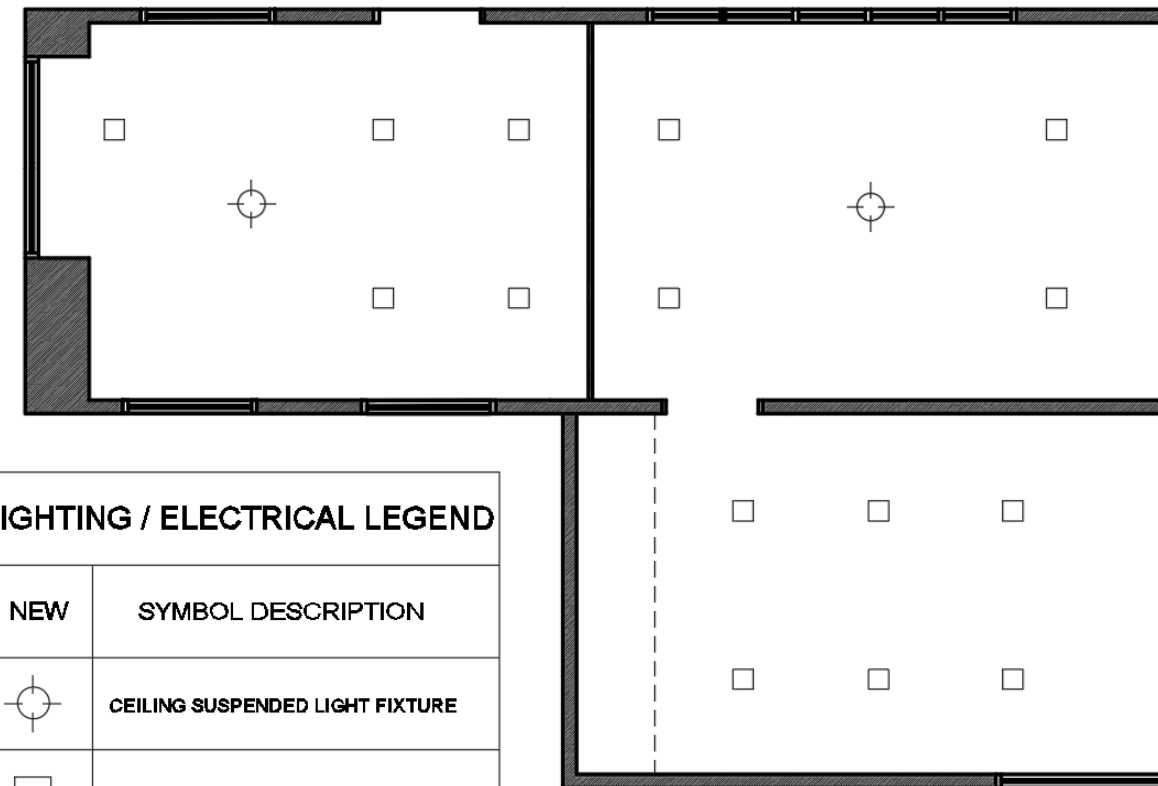 IGHTING / ELECTRICAL LEGEND
NEW
SYMBOL DESCRIPTION
CEILING SUSPENDED LIGHT FIXTURE